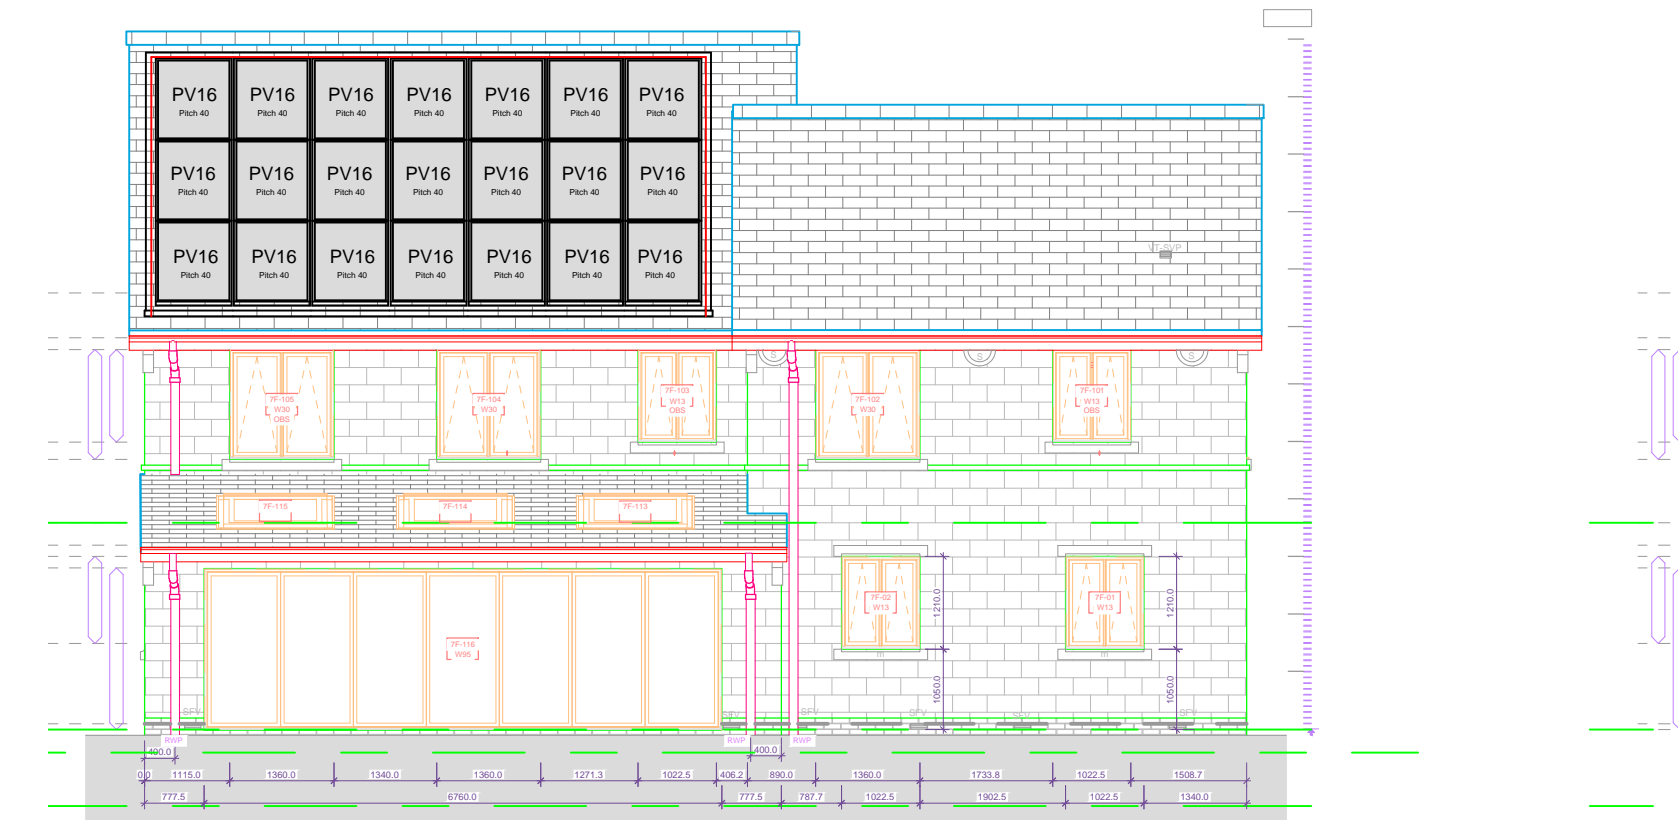 PV16 PV16 PV16 PV16 PV16 PV16 PV16
Pitch 40 Pitch 40 Pitch 40 Pitch 40 Pitch 40 Pitch 40 Pitch 40
PV16 PV16 PV16 PV16 PV16 PV16 PV16
Pitch 40 Pitch 40 Pitch 40 Pitch 40 Pitch 40 Pitch 40 Pitch 40
VT-SVP
PV16 PV16 PV16 PV16 PV16 PV16 PV16
Pitch 40 Pitch 40 Pitch 40 Pitch 40 Pitch 40 Pitch 40 Pitch 40
S S S
7F-105 7F-104 7F-103 7F-102 7F-101
W30 W30 W13 W30 W13
OBS OBS OBS
7F-115 7F-114 7F-113
7F-02 7F-01
W13 W13
1210.0 1210.0
7F-116
W95
m m
1050.0 1050.0
SFV SFV SFV SFV SFV SFV
RWP RWP RWP
400.0 400.0
0.0 1115.0 1360.0 1340.0 1360.0 1271.3 1022.5 406.2 890.0 1360.0 1733.8 1022.5 1508.7
777.5 6760.0 777.5 787.7 1022.5 1902.5 1022.5 1340.0